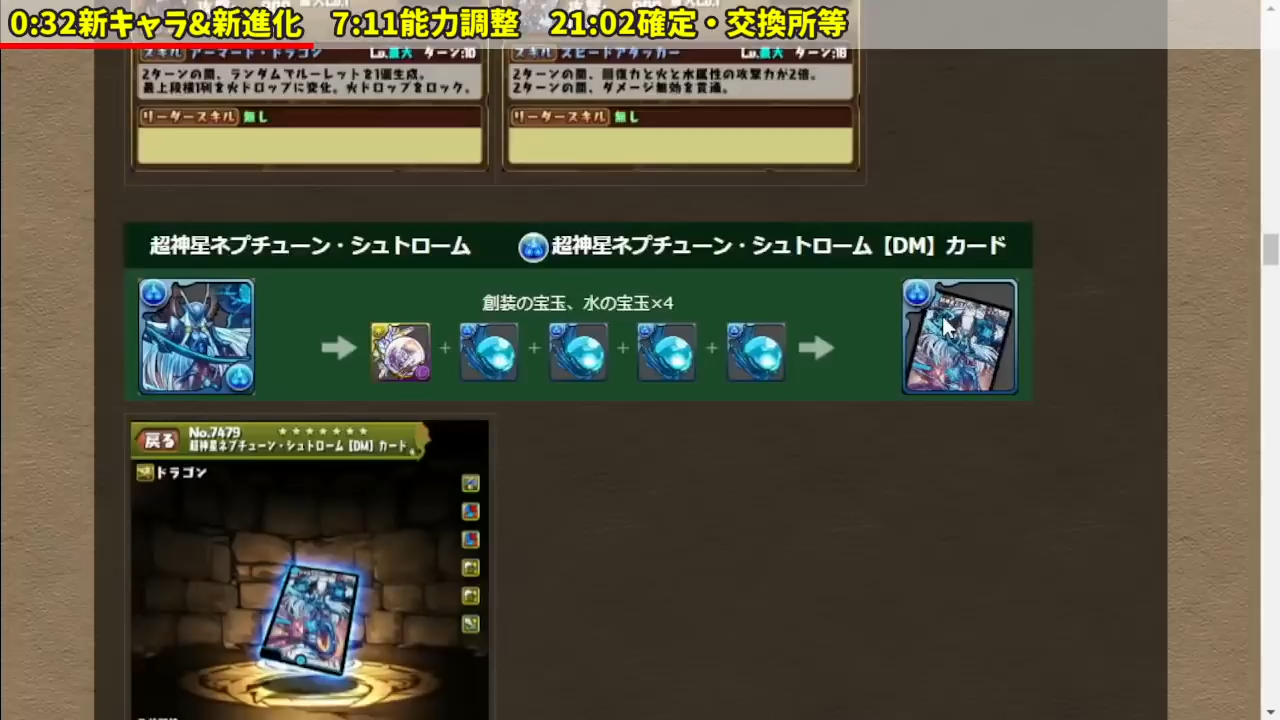 0:32新キャラ&新進化 7:11能力調整 21:02確定・交換所等
スキル アーマード・ドラゴン Lv.最大 ターン:10
2ターンの間、ランダムでルーレットを1個生成。
最上段横1列を火ドロップに変化。火ドロップをロック。
リーダースキル 無し
スキル スピードアタッカー Lv.最大 ターン:18
2ターンの間、回復力と火と水属性の攻撃力が2倍。
2ターンの間、ダメージ無効を貫通。
リーダースキル 無し
超神星ネプチューン・シュトローム
超神星ネプチューン・シュトローム【DM】カード
創装の宝玉、水の宝玉×4
+ + + +
戻る
No.7479 ★★★★★★★
超神星ネプチューン・シュトローム【DM】カード
ドラゴン